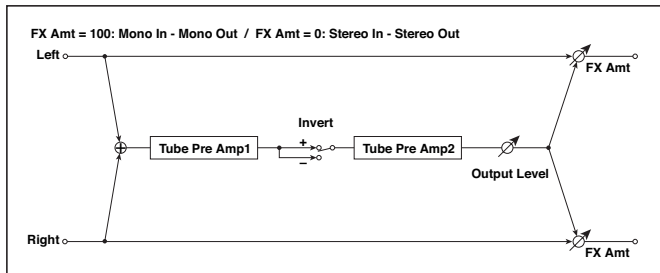 FX Amt = 100: Mono In - Mono Out / FX Amt = 0: Stereo In - Stereo Out
Left
FX Amt
Invert
+
Tube Pre Amp1
Tube Pre Amp2
–
Output Level
Right
FX Amt